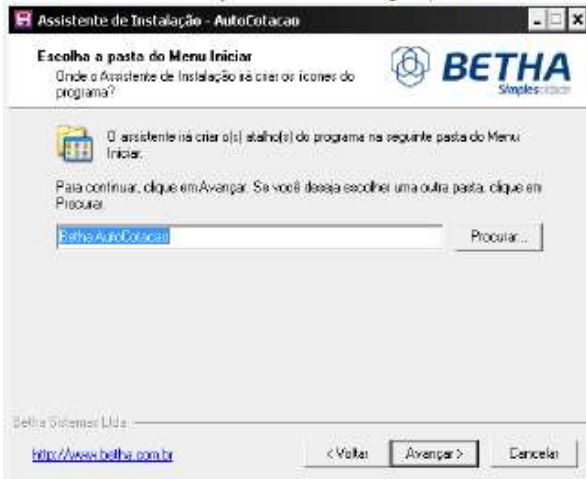 Assistente de Instalação - AutoCotacao
Escolha a pasta do Menu Iniciar
Onde o Assistente de Instalação irá criar os ícones do
programa?
BETHA
Simples
O assistente irá criar o(s) atalho(s) do programa na seguinte pasta do Menu
Iniciar.
Para continuar, clique em Avançar. Se você deseja escolher uma outra pasta, clique em
Procurar.
Betha AutoCotacao
Procurar...
Betha Sistemas Ltda.
http://www.betha.com.br
< Voltar
Avançar >
Cancelar